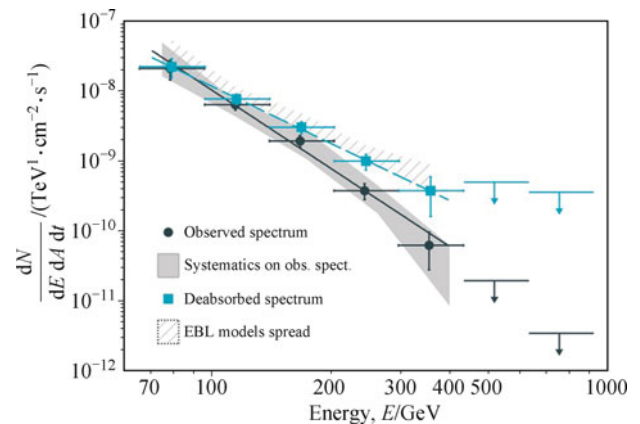 10⁻⁷
10⁻⁸
10⁻⁹
10⁻¹⁰
10⁻¹¹
10⁻¹²
dN
dE dA dt
/(TeV¹·cm⁻²·s⁻¹)
Observed spectrum
Systematics on obs. spect.
Deabsorbed spectrum
EBL models spread
70 100 200 300 400 500 1000
Energy, E/GeV